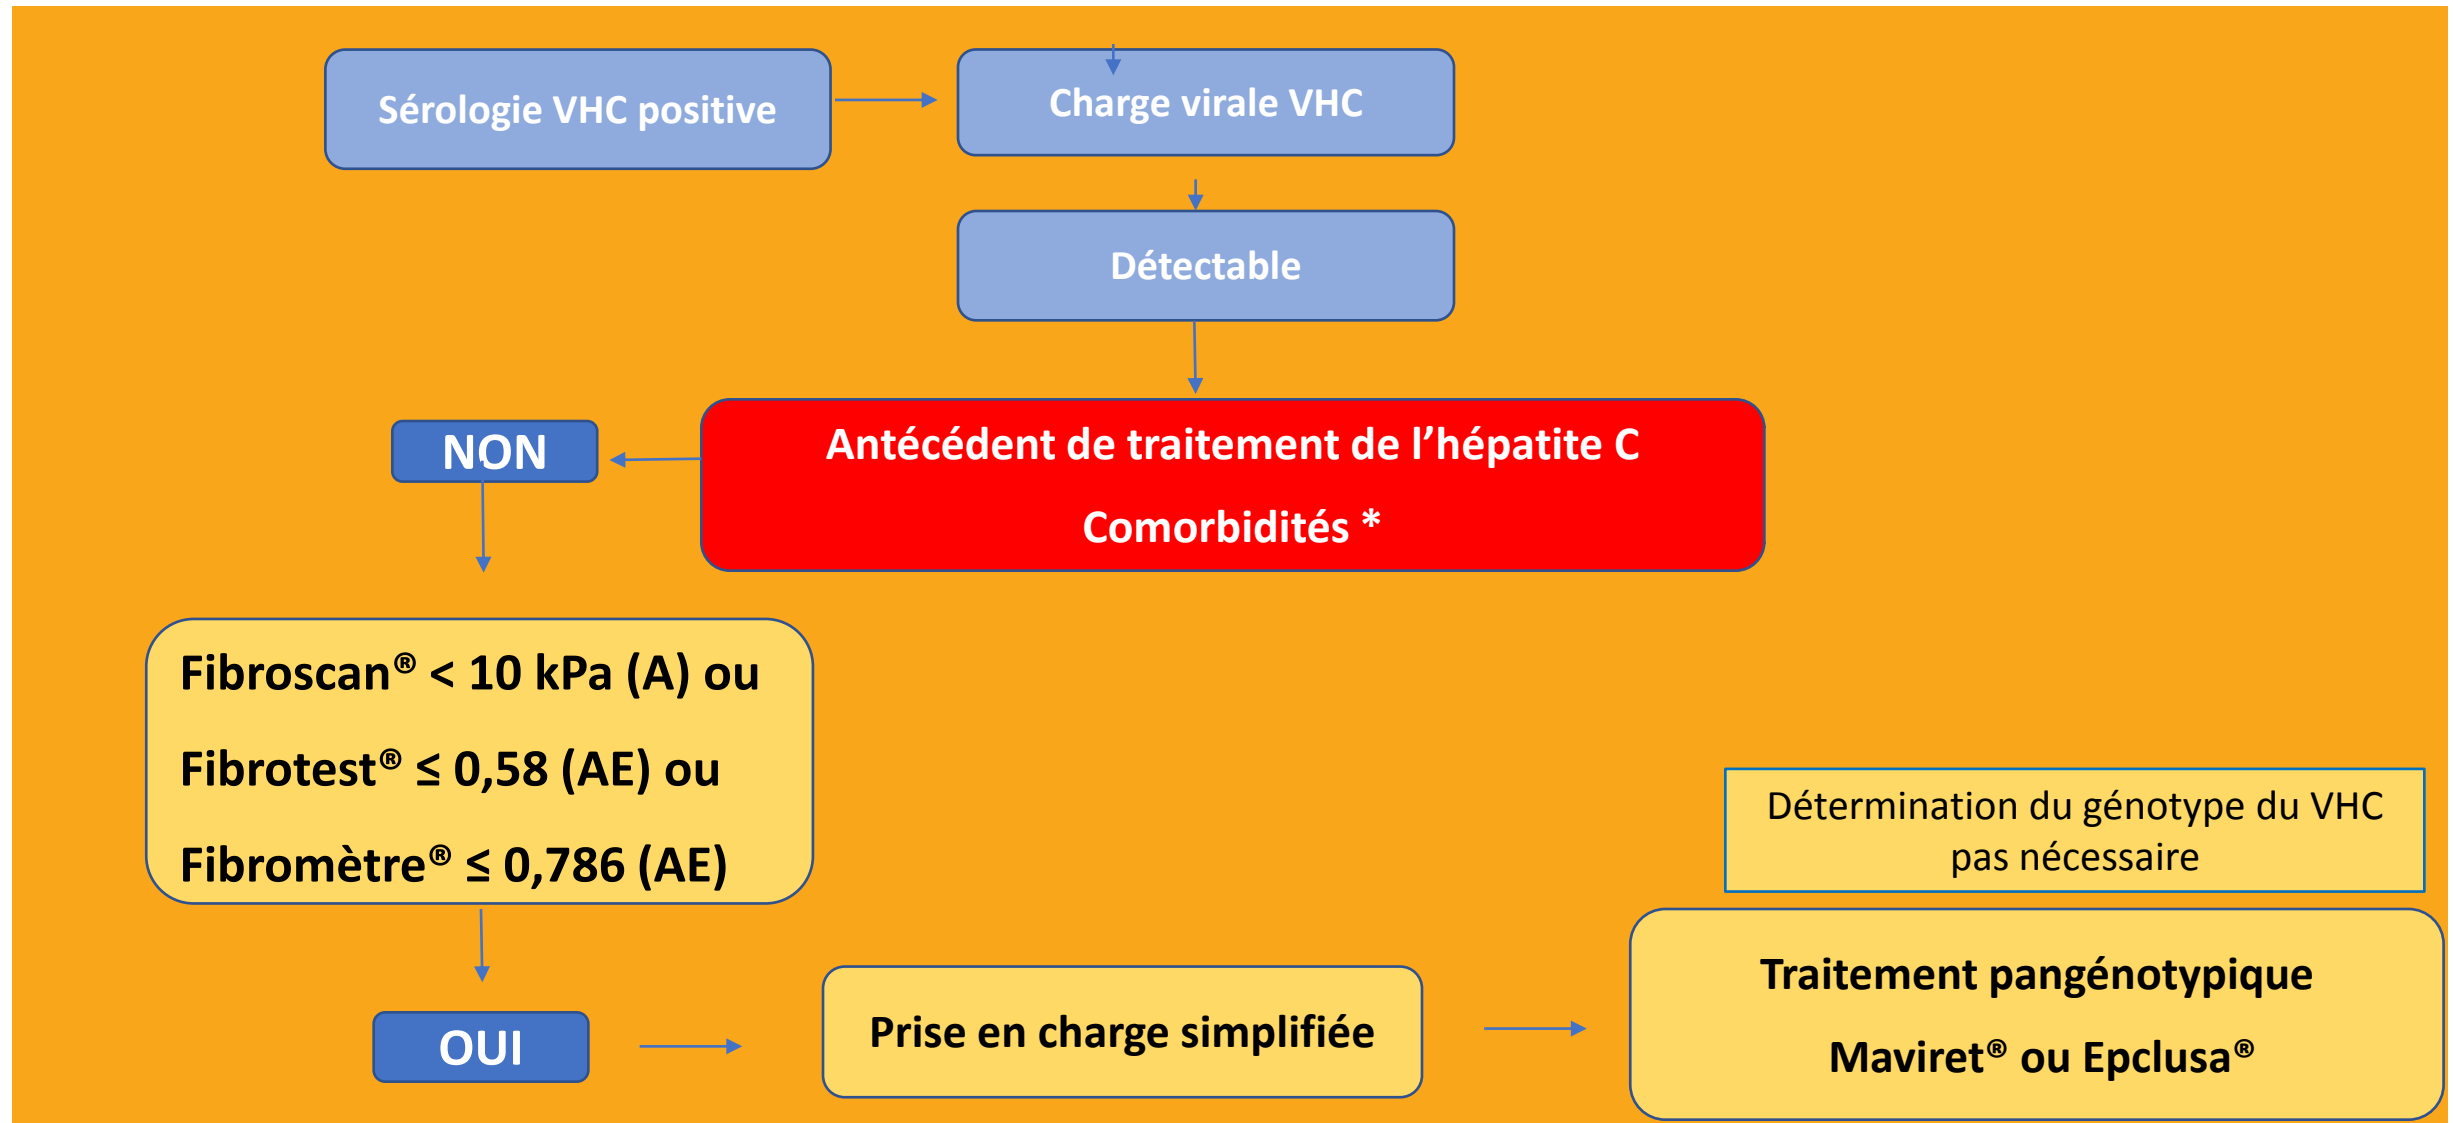 Sérologie VHC positive
Charge virale VHC
Détectable
Antécédent de traitement de l’hépatite C
Comorbidités *
NON
Fibroscan® < 10 kPa (A) ou
Fibrotest® ≤ 0,58 (AE) ou
Fibromètre® ≤ 0,786 (AE)
OUI
Prise en charge simplifiée
Détermination du génotype du VHC
pas nécessaire
Traitement pangénotypique
Maviret® ou Epclusa®